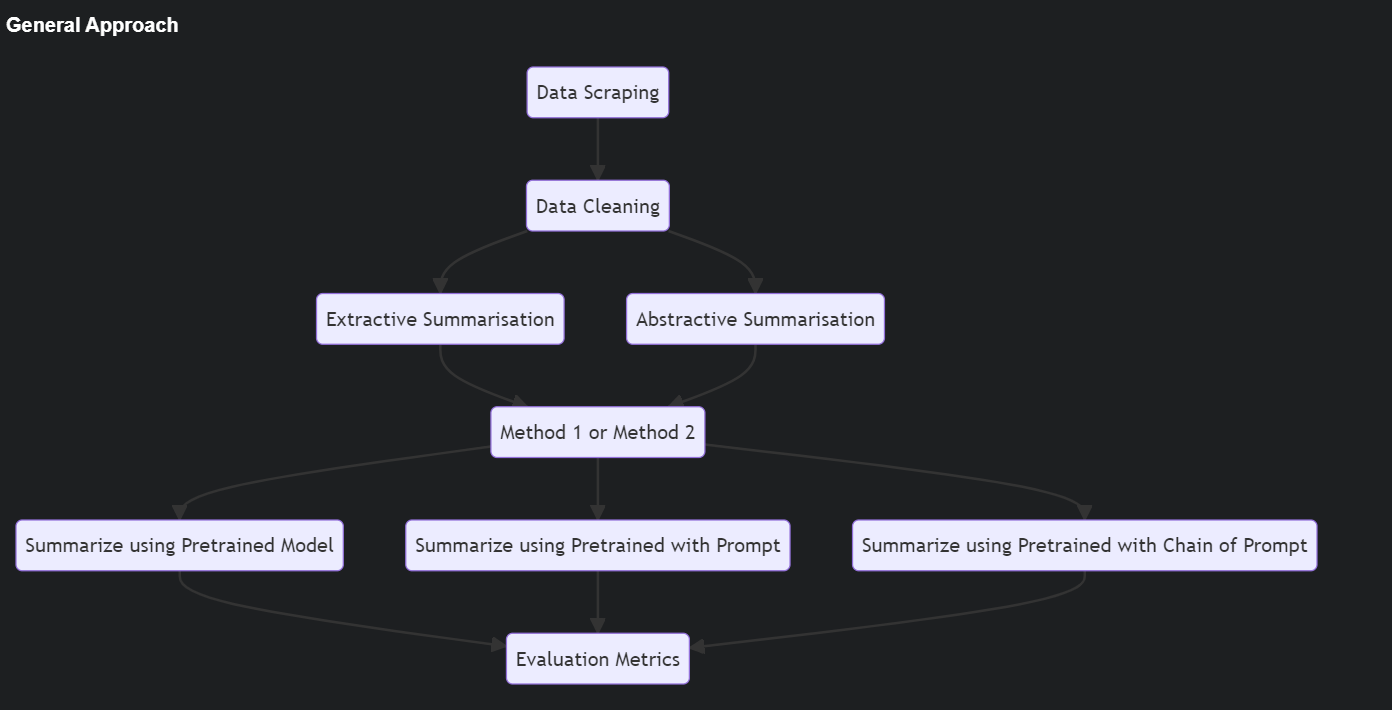 General Approach
Data Scraping
Data Cleaning
Extractive Summarisation
Abstractive Summarisation
Method 1 or Method 2
Summarize using Pretrained Model
Summarize using Pretrained with Prompt
Summarize using Pretrained with Chain of Prompt
Evaluation Metrics